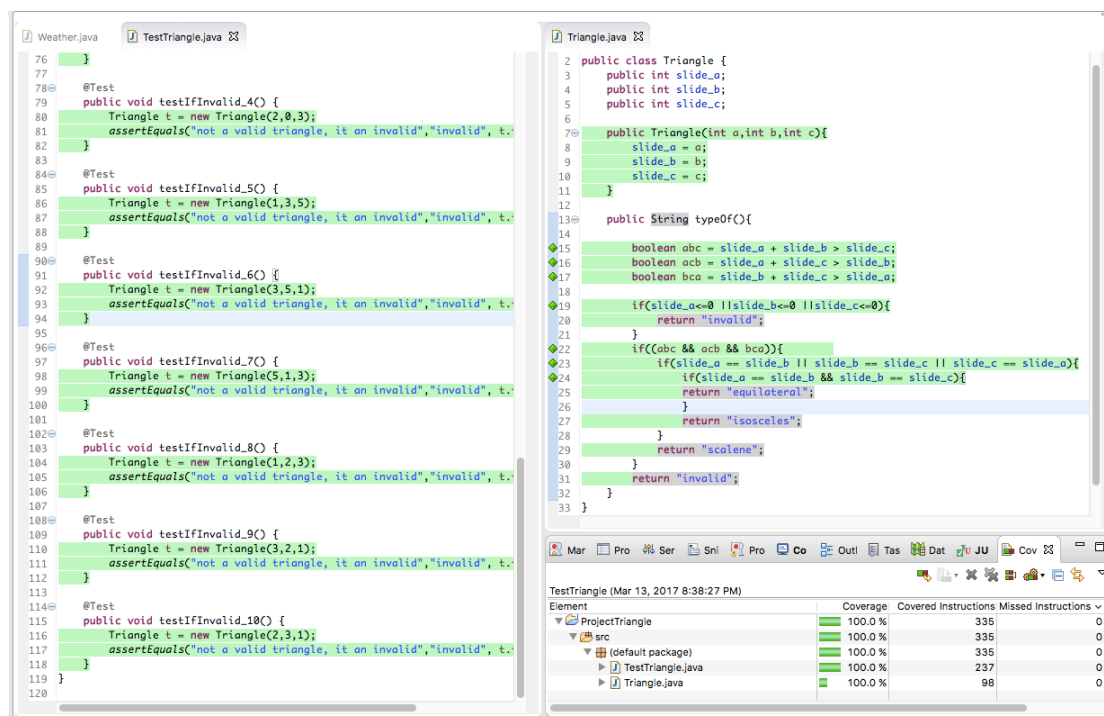 Weather.java
TestTriangle.java
76 }
77
78 @Test
79 public void testIfInvalid_4() {
80 Triangle t = new Triangle(2,0,3);
81 assertEquals("not a valid triangle, it an invalid","invalid", t.
82 }
83
84 @Test
85 public void testIfInvalid_5() {
86 Triangle t = new Triangle(1,3,5);
87 assertEquals("not a valid triangle, it an invalid","invalid", t.
88 }
89
90 @Test
91 public void testIfInvalid_6() {
92 Triangle t = new Triangle(3,5,1);
93 assertEquals("not a valid triangle, it an invalid","invalid", t.
94 }
95
96 @Test
97 public void testIfInvalid_7() {
98 Triangle t = new Triangle(5,1,3);
99 assertEquals("not a valid triangle, it an invalid","invalid", t.
100 }
101
102 @Test
103 public void testIfInvalid_8() {
104 Triangle t = new Triangle(1,2,3);
105 assertEquals("not a valid triangle, it an invalid","invalid", t.
106 }
107
108 @Test
109 public void testIfInvalid_9() {
110 Triangle t = new Triangle(3,2,1);
111 assertEquals("not a valid triangle, it an invalid","invalid", t.
112 }
113
114 @Test
115 public void testIfInvalid_10() {
116 Triangle t = new Triangle(2,3,1);
117 assertEquals("not a valid triangle, it an invalid","invalid", t.
118 }
119 }
120
Triangle.java
2 public class Triangle {
3 public int slide_a;
4 public int slide_b;
5 public int slide_c;
6
7 public Triangle(int a,int b,int c){
8 slide_a = a;
9 slide_b = b;
10 slide_c = c;
11 }
12
13 public String typeOf(){
14
15 boolean abc = slide_a + slide_b > slide_c;
16 boolean acb = slide_a + slide_c > slide_b;
17 boolean bca = slide_b + slide_c > slide_a;
18
19 if(slide_a<=0 ||slide_b<=0 ||slide_c<=0){
20 return "invalid";
21 }
22 if((abc && acb && bca)){
23 if(slide_a == slide_b || slide_b == slide_c || slide_c == slide_a){
24 if(slide_a == slide_b && slide_b == slide_c){
25 return "equilateral";
26 }
27 return "isosceles";
28 }
29 return "scalene";
30 }
31 return "invalid";
32 }
33 }
Mar Pro Ser Sni Pro Co Outl Tas Dat JU Cov
TestTriangle (Mar 13, 2017 8:38:27 PM)
Element Coverage Covered Instructions Missed Instructions
ProjectTriangle 100.0 % 335 0
src 100.0 % 335 0
(default package) 100.0 % 335 0
TestTriangle.java 100.0 % 237 0
Triangle.java 100.0 % 98 0